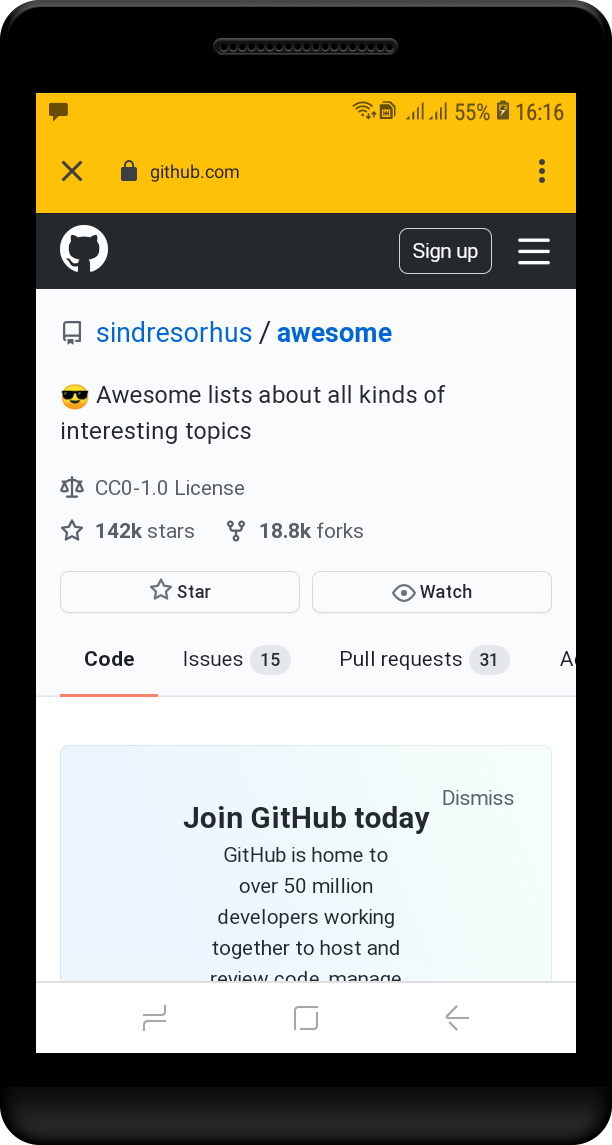 55% 16:16
github.com
Sign up
sindresorhus / awesome
😎 Awesome lists about all kinds of
interesting topics
CC0-1.0 License
142k stars 18.8k forks
Star Watch
Code Issues 15 Pull requests 31
Dismiss
Join GitHub today
GitHub is home to
over 50 million
developers working
together to host and
review code, manage